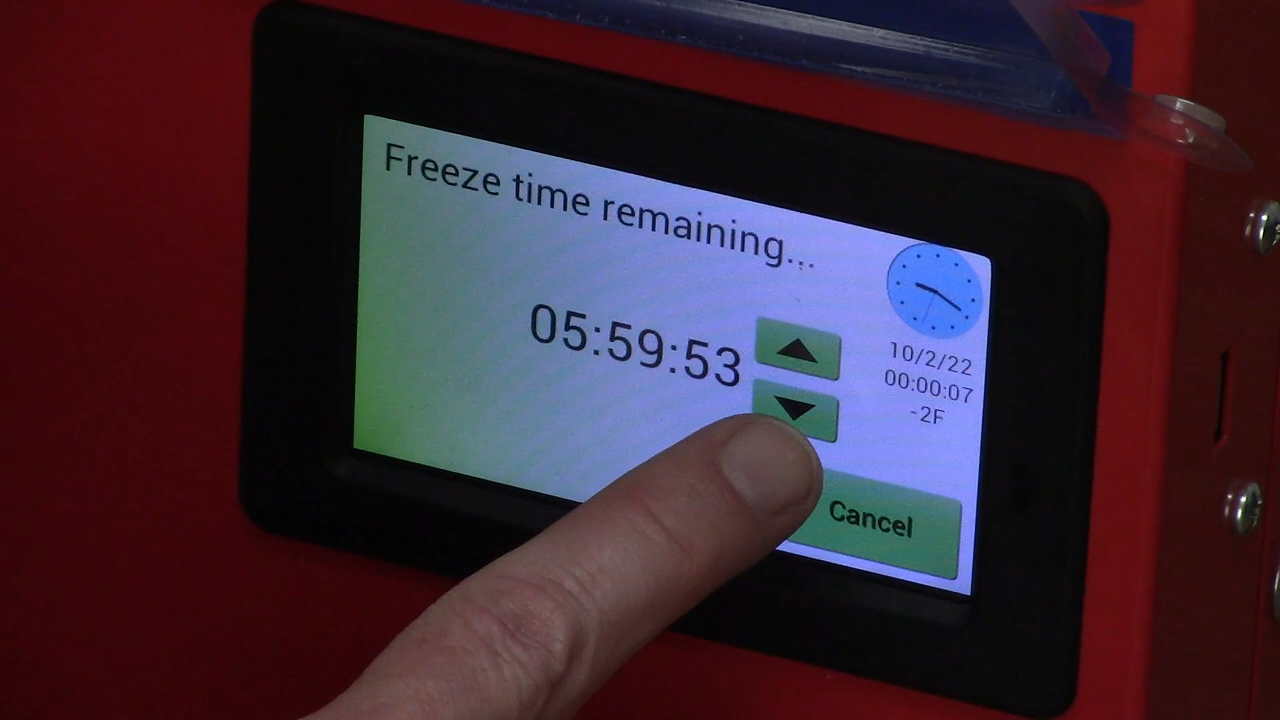 Freeze time remaining...
05:59:53
10/2/22
00:00:07
-2F
Cancel